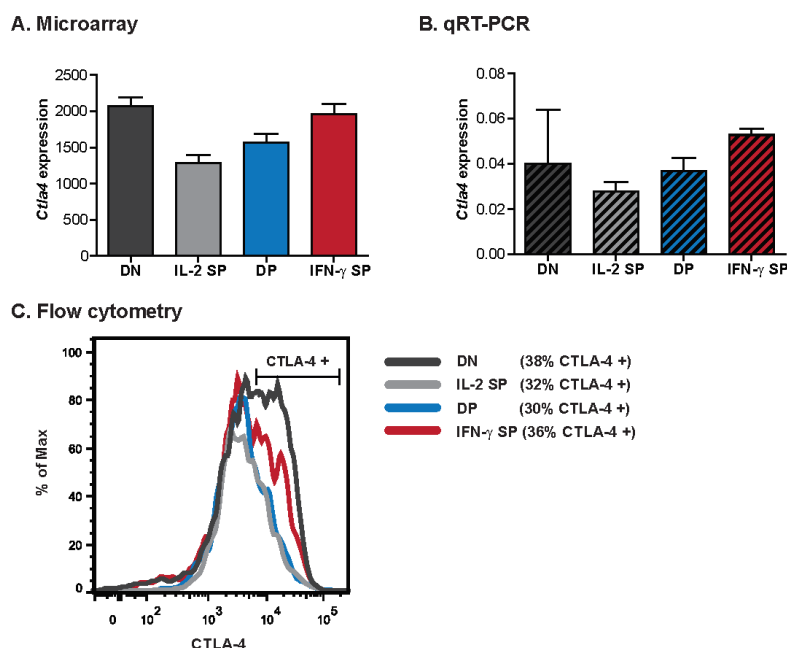 A. Microarray
Ctla4 expression
2500
2000
1500
1000
500
0
DN IL-2 SP DP IFN-γ SP
B. qRT-PCR
Ctla4 expression
0.08
0.06
0.04
0.02
0.00
DN IL-2 SP DP IFN-γ SP
C. Flow cytometry
% of Max
100
80
60
40
20
0
CTLA-4 +
0 10² 10³ 10⁴ 10⁵
CTLA-4
DN (38% CTLA-4 +)
IL-2 SP (32% CTLA-4 +)
DP (30% CTLA-4 +)
IFN-γ SP (36% CTLA-4 +)